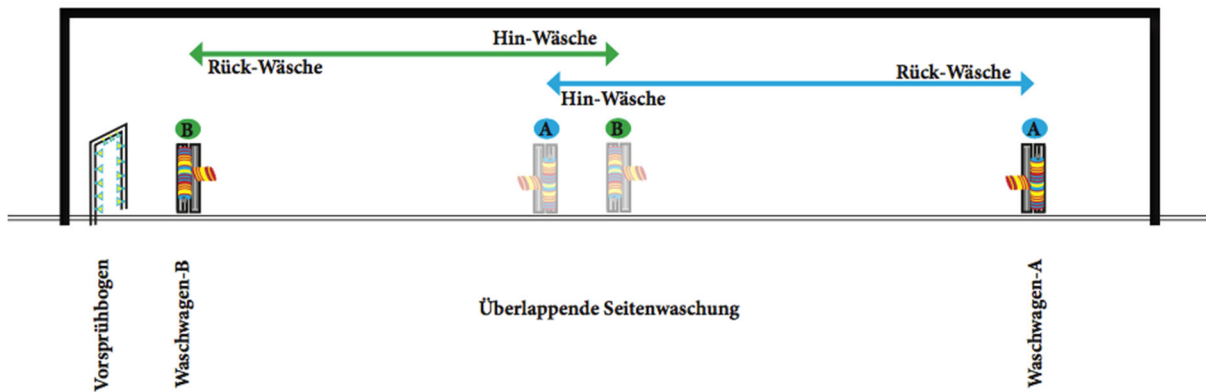 Hin-Wäsche
Rück-Wäsche
Rück-Wäsche
Hin-Wäsche
B
A
B
A
Vorsprühbogen
Waschwagen-B
Überlappende Seitenwaschung
Waschwagen-A